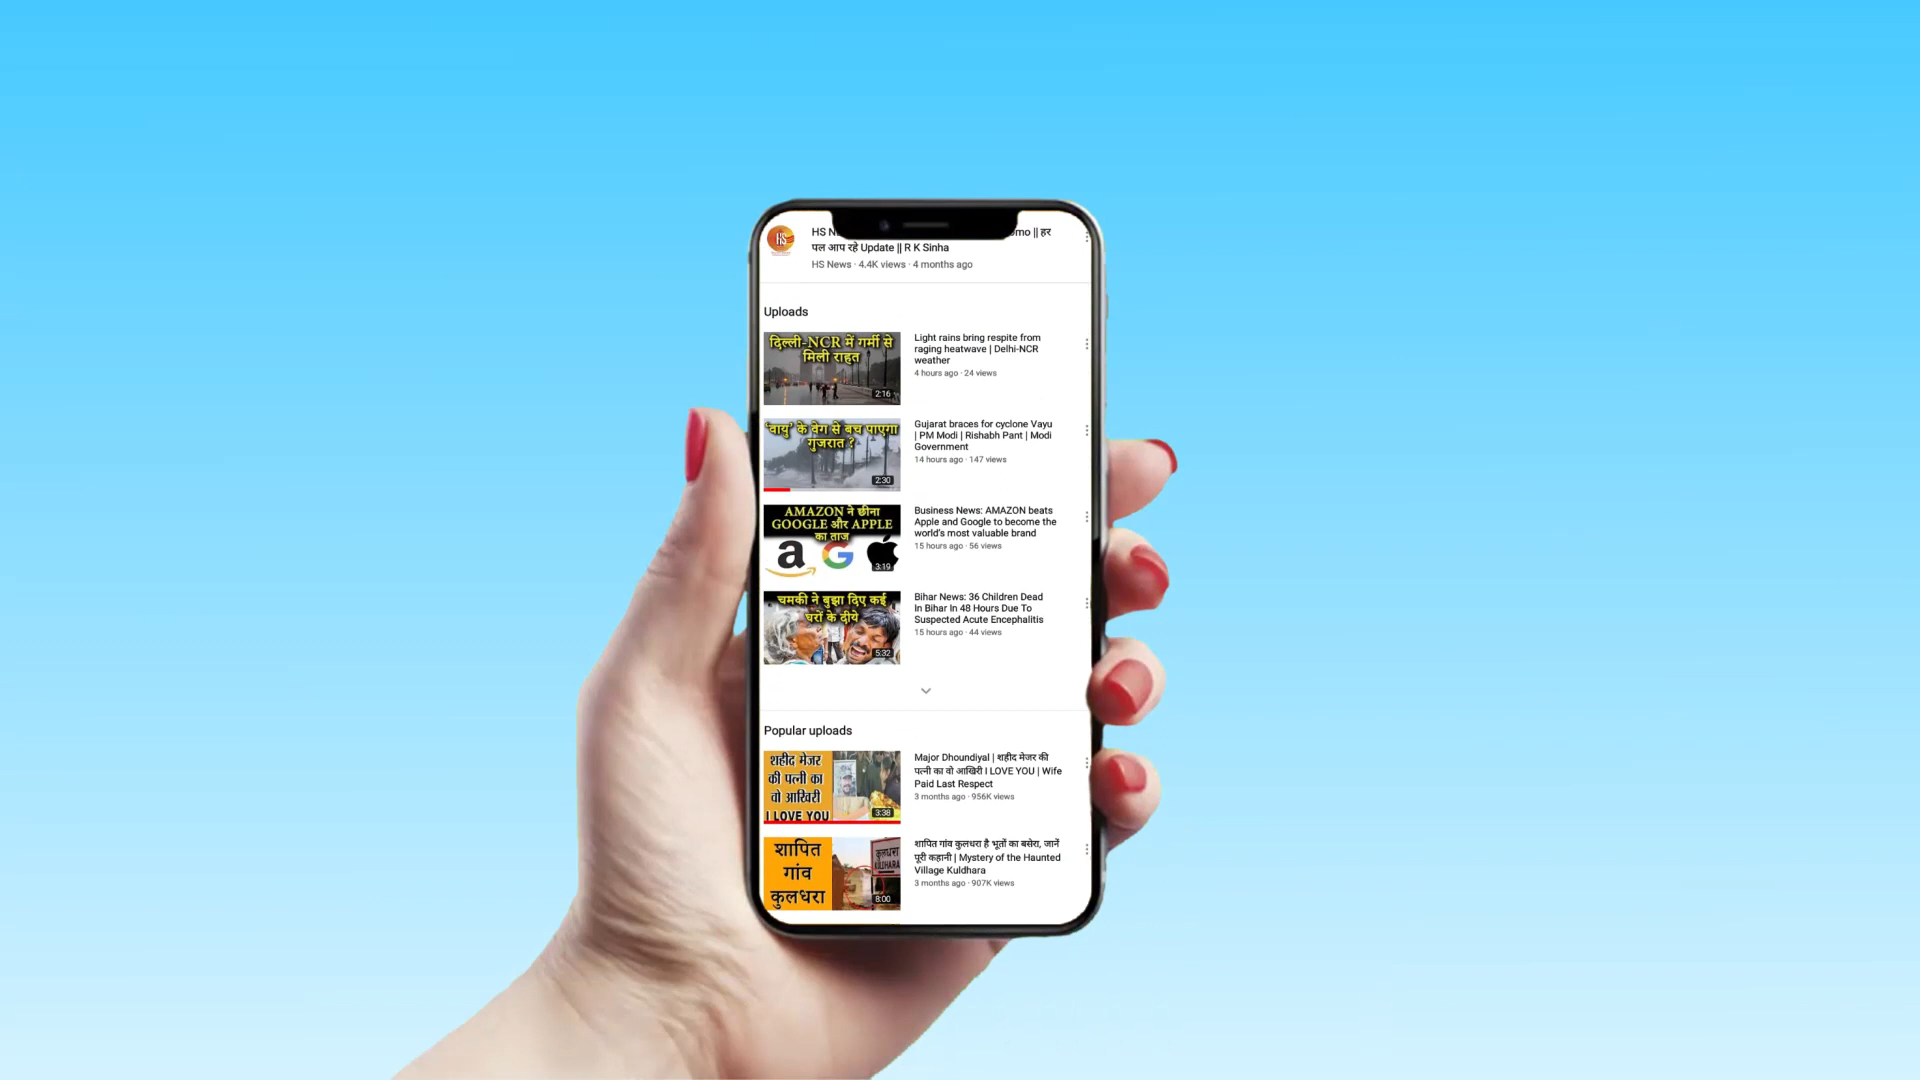 HS
HS N
omo || हर
पल आप रहे Update || R K Sinha
HS News · 4.4K views · 4 months ago
Uploads
दिल्ली-NCR में गर्मी से
मिली राहत
2:16
Light rains bring respite from
raging heatwave | Delhi-NCR
weather
4 hours ago · 24 views
'वायु' के वेग से बच पाएगा
गुजरात ?
2:30
Gujarat braces for cyclone Vayu
| PM Modi | Rishabh Pant | Modi
Government
14 hours ago · 147 views
AMAZON ने छीना
GOOGLE और APPLE
का ताज
a
G
3:19
Business News: AMAZON beats
Apple and Google to become the
world's most valuable brand
15 hours ago · 56 views
चमकी ने बुझा दिए कई
घरों के दीये
5:32
Bihar News: 36 Children Dead
In Bihar In 48 Hours Due To
Suspected Acute Encephalitis
15 hours ago · 44 views
Popular uploads
शहीद मेजर
की पत्नी का
वो आखिरी
I LOVE YOU
3:38
Major Dhoundiyal | शहीद मेजर की
पत्नी का वो आखिरी I LOVE YOU | Wife
Paid Last Respect
3 months ago · 956K views
शापित
गांव
कुलधरा
कुलधरा
KULDHARA
8:00
शापित गांव कुलधरा है भूतों का बसेरा, जानें
पूरी कहानी | Mystery of the Haunted
Village Kuldhara
3 months ago · 907K views